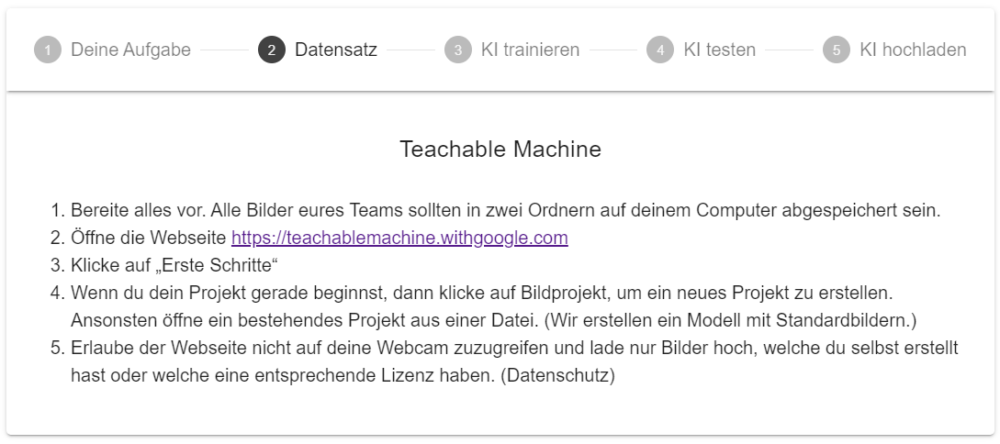 1 Deine Aufgabe 2 Datensatz 3 KI trainieren 4 KI testen 5 KI hochladen
Teachable Machine
1. Bereite alles vor. Alle Bilder eures Teams sollten in zwei Ordnern auf deinem Computer abgespeichert sein.
2. Öffne die Webseite https://teachablemachine.withgoogle.com
3. Klicke auf „Erste Schritte“
4. Wenn du dein Projekt gerade beginnst, dann klicke auf Bildprojekt, um ein neues Projekt zu erstellen.
Ansonsten öffne ein bestehendes Projekt aus einer Datei. (Wir erstellen ein Modell mit Standardbildern.)
5. Erlaube der Webseite nicht auf deine Webcam zuzugreifen und lade nur Bilder hoch, welche du selbst erstellt
hast oder welche eine entsprechende Lizenz haben. (Datenschutz)